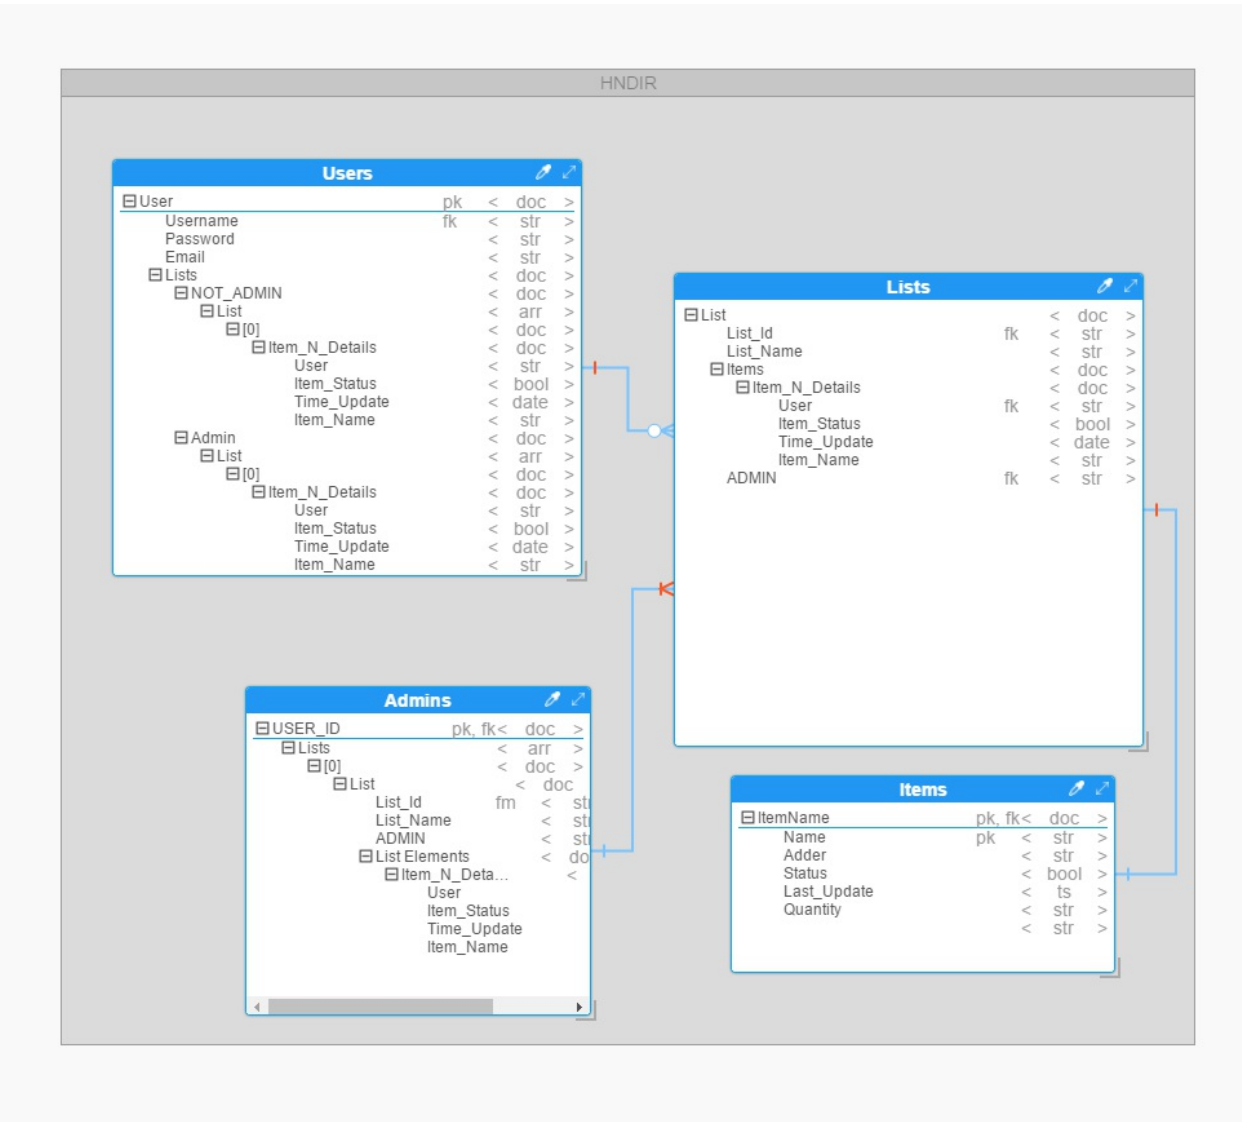 HNDIR
Users
User pk < doc >
Username fk < str >
Password < str >
Email < str >
Lists < doc >
NOT_ADMIN < doc >
List < arr >
[0] < doc >
Item_N_Details < doc >
User < str >
Item_Status < bool >
Time_Update < date >
Item_Name < str >
Admin < doc >
List < arr >
[0] < doc >
Item_N_Details < doc >
User < str >
Item_Status < bool >
Time_Update < date >
Item_Name < str >
Lists
List < doc >
List_Id fk < str >
List_Name < str >
Items < doc >
Item_N_Details < doc >
User fk < str >
Item_Status < bool >
Time_Update < date >
Item_Name < str >
ADMIN fk < str >
Admins
USER_ID pk, fk < doc >
Lists < arr >
[0] < doc >
List < doc
List_Id fm < str
List_Name < str
ADMIN < str
List Elements < do
Item_N_Deta... <
User
Item_Status
Time_Update
Item_Name
Items
ItemName pk, fk < doc >
Name pk < str >
Adder < str >
Status < bool >
Last_Update < ts >
Quantity < str >
< str >